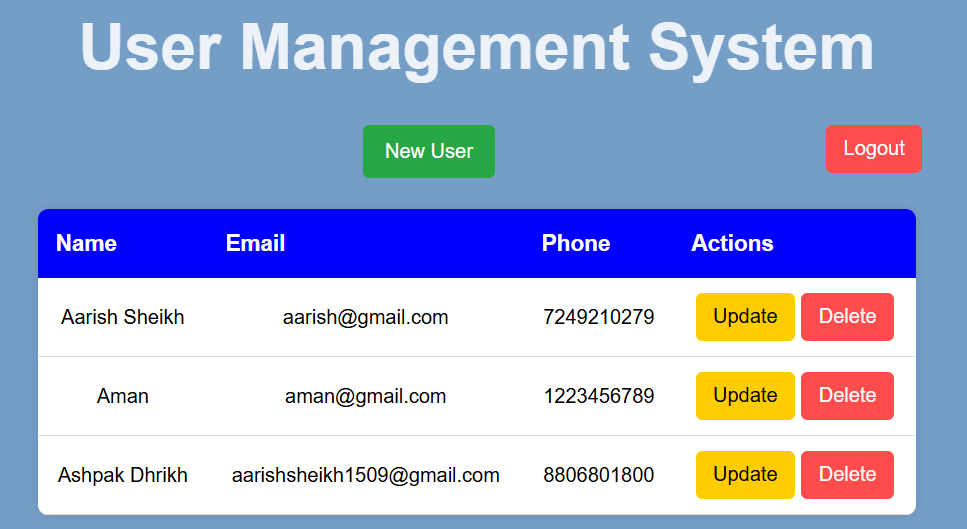 User Management System
New User Logout
Name Email Phone Actions
Aarish Sheikh aarish@gmail.com 7249210279 Update Delete
Aman aman@gmail.com 1223456789 Update Delete
Ashpak Dhrikh aarishsheikh1509@gmail.com 8806801800 Update Delete